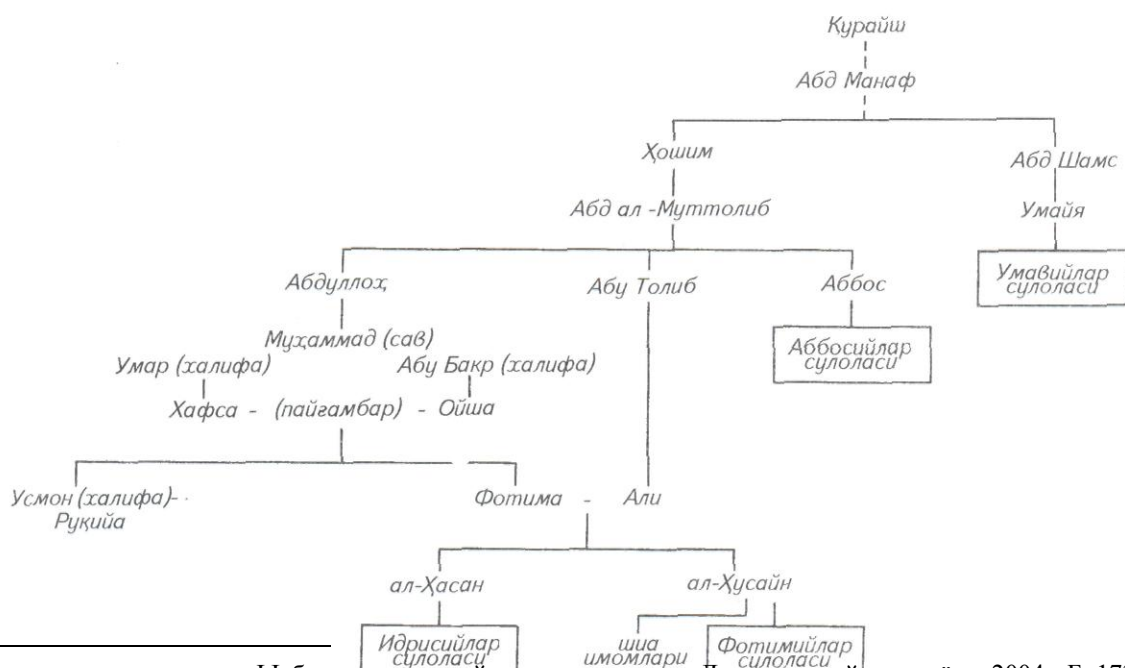 Қурайш
Абд Манаф
Ҳошим
Абд Шамс
Абд ал -Муттолиб
Умайя
Абдуллоҳ
Абу Толиб
Аббос
Умавийлар
сулоласи
Муҳаммад (сав)
Аббосийлар
сулоласи
Умар (халифа)
Абу Бакр (халифа)
Хафса - (пайғамбар) - Ойша
Усмон (халифа)-
Руқийа
Фотима - Али
ал-Ҳасан
ал-Ҳусайн
Идрисийлар
сулоласи
шиа
имомлари
Фотимийлар
сулоласи
2004.